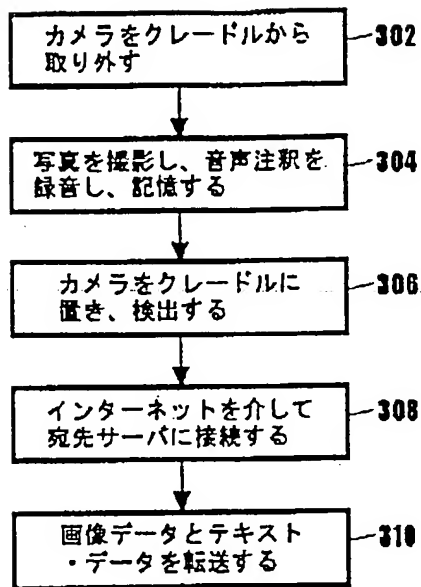 カメラをクレードルから
取り外す
302
写真を撮影し、音声注釈を
録音し、記憶する
304
カメラをクレードルに
置き、検出する
306
インターネットを介して
宛先サーバに接続する
308
画像データとテキスト
・データを転送する
310